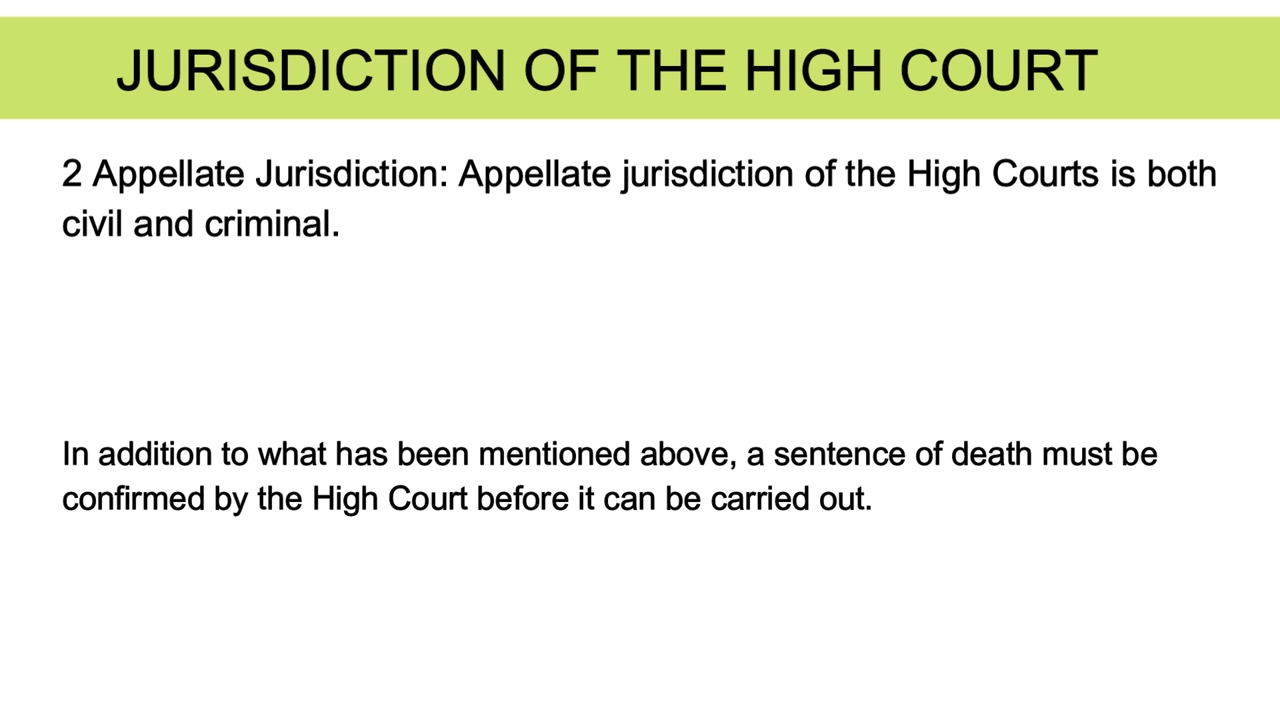 JURISDICTION OF THE HIGH COURT
2 Appellate Jurisdiction: Appellate jurisdiction of the High Courts is both
civil and criminal.
In addition to what has been mentioned above, a sentence of death must be
confirmed by the High Court before it can be carried out.